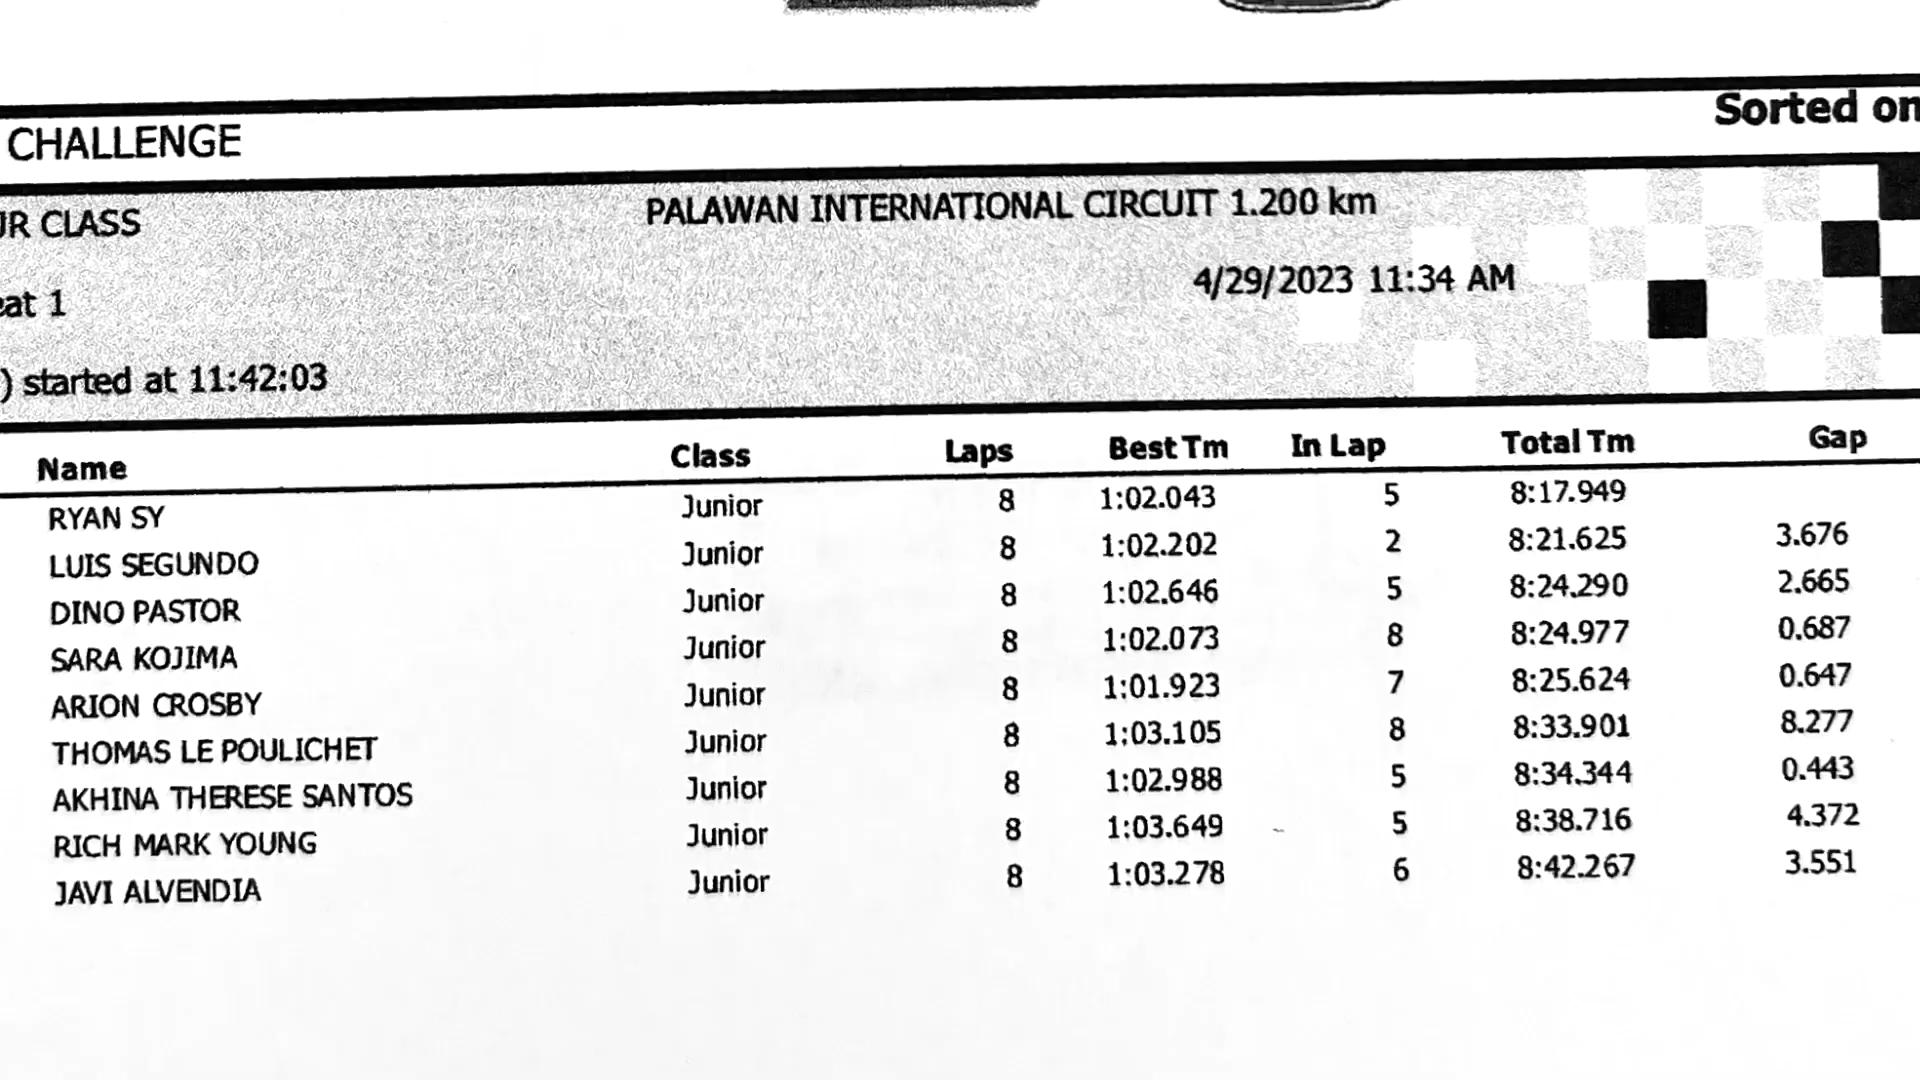 CHALLENGE
Sorted on
UR CLASS
PALAWAN INTERNATIONAL CIRCUIT 1.200 km
eat 1
4/29/2023 11:34 AM
) started at 11:42:03
Name Class Laps Best Tm In Lap Total Tm Gap
RYAN SY Junior 8 1:02.043 5 8:17.949
LUIS SEGUNDO Junior 8 1:02.202 2 8:21.625 3.676
DINO PASTOR Junior 8 1:02.646 5 8:24.290 2.665
SARA KOJIMA Junior 8 1:02.073 8 8:24.977 0.687
ARION CROSBY Junior 8 1:01.923 7 8:25.624 0.647
THOMAS LE POULICHET Junior 8 1:03.105 8 8:33.901 8.277
AKHINA THERESE SANTOS Junior 8 1:02.988 5 8:34.344 0.443
RICH MARK YOUNG Junior 8 1:03.649 5 8:38.716 4.372
JAVI ALVENDIA Junior 8 1:03.278 6 8:42.267 3.551